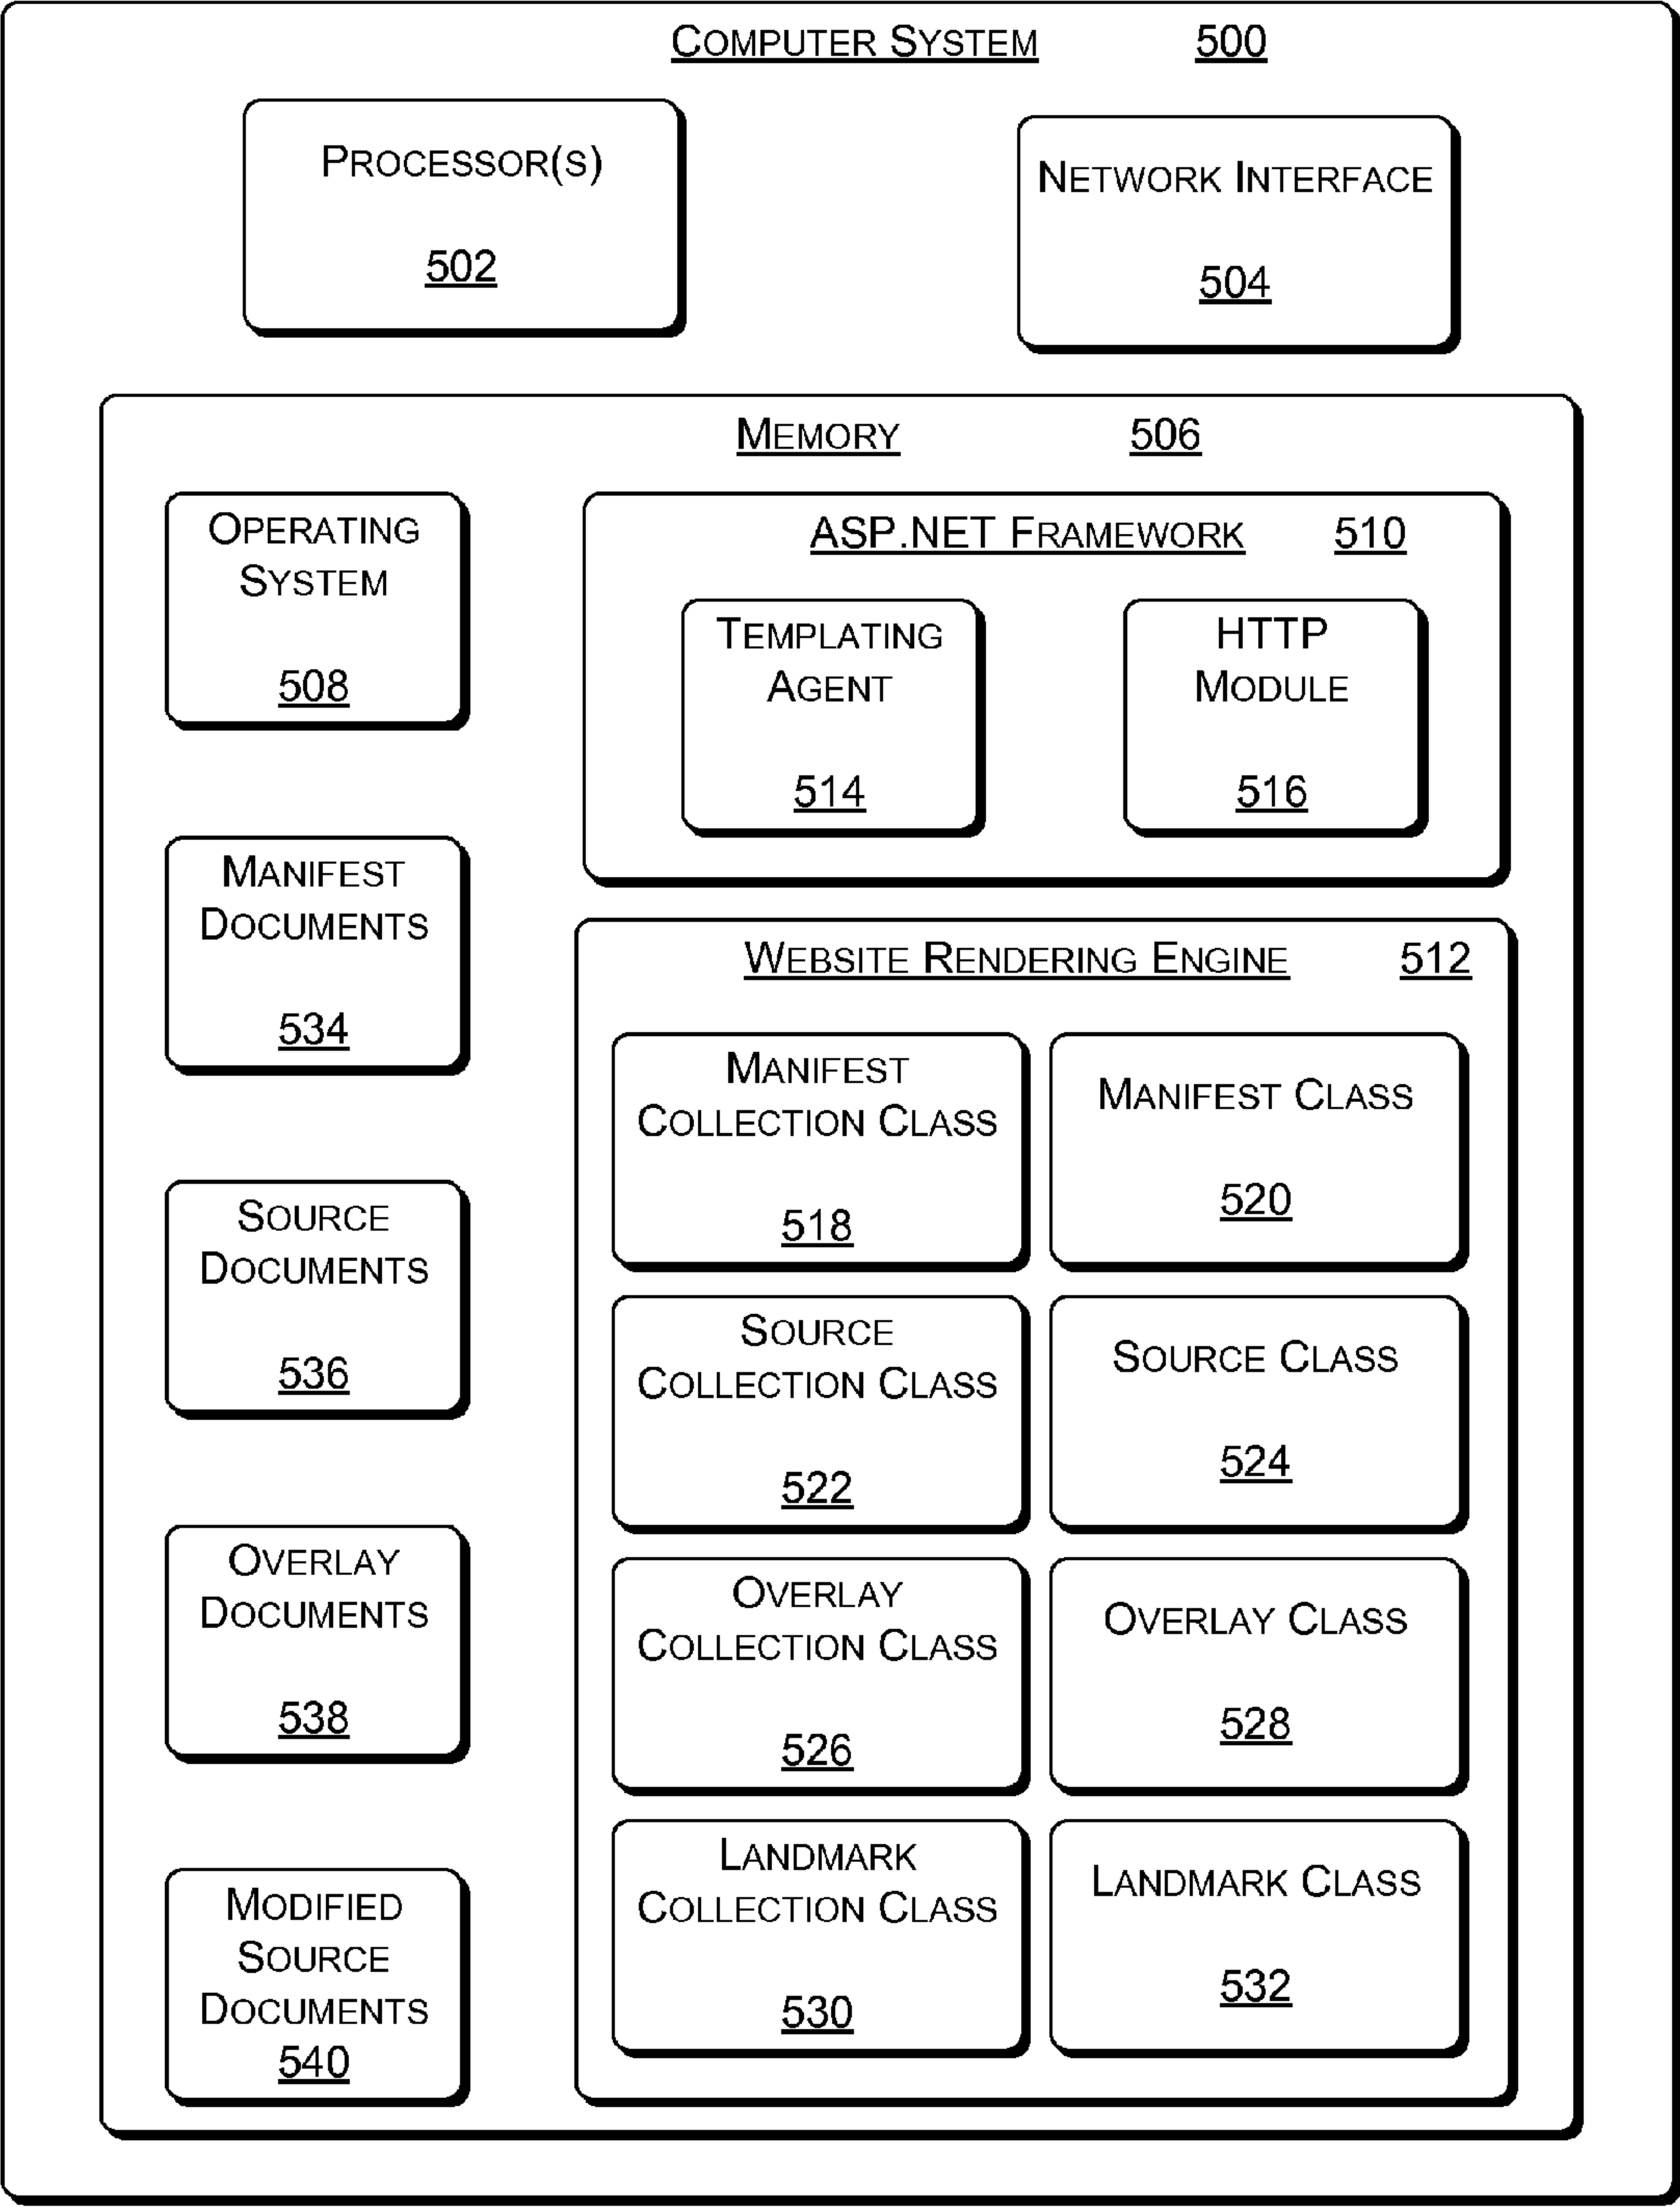 COMPUTER SYSTEM 500
PROCESSOR(S)
502
NETWORK INTERFACE
504
MEMORY 506
OPERATING
SYSTEM
508
MANIFEST
DOCUMENTS
534
SOURCE
DOCUMENTS
536
OVERLAY
DOCUMENTS
538
MODIFIED
SOURCE
DOCUMENTS
540
ASP.NET FRAMEWORK 510
TEMPLATING
AGENT
514
HTTP
MODULE
516
WEBSITE RENDERING ENGINE 512
MANIFEST
COLLECTION CLASS
518
MANIFEST CLASS
520
SOURCE
COLLECTION CLASS
522
SOURCE CLASS
524
OVERLAY
COLLECTION CLASS
526
OVERLAY CLASS
528
LANDMARK
COLLECTION CLASS
530
LANDMARK CLASS
532